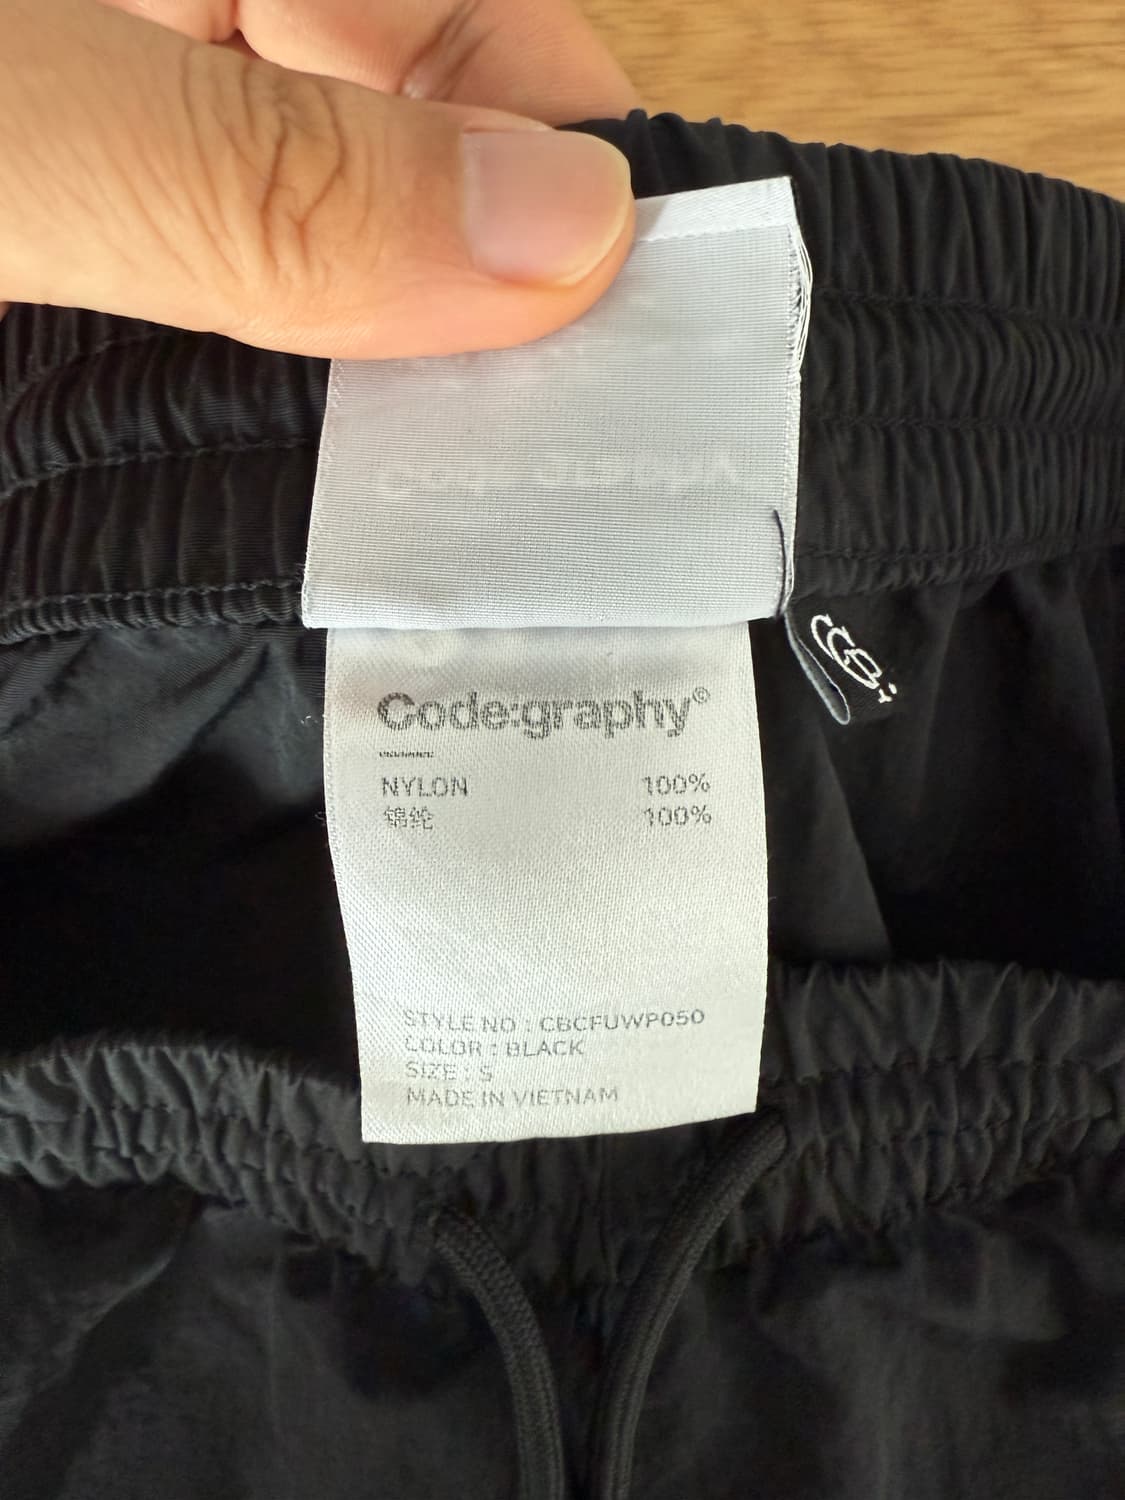 Code:graphy®
NYLON 100%
锦纶 100%
STYLE NO : CBCFUWP050
COLOR : BLACK
SIZE : S
MADE IN VIETNAM